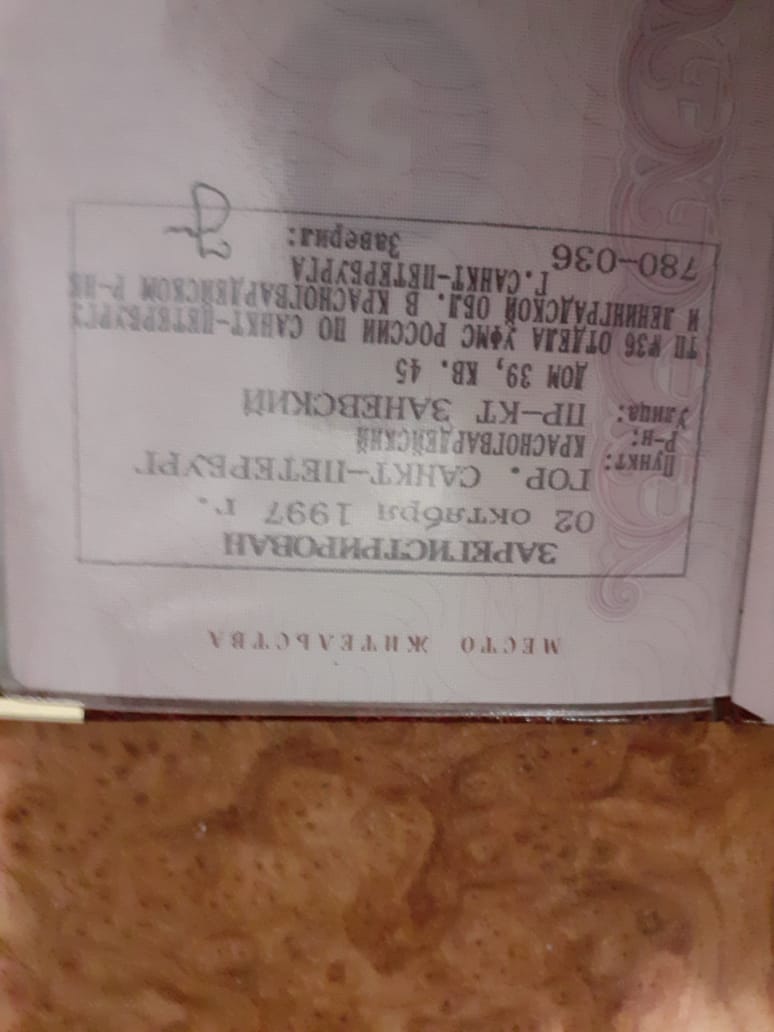 МЕСТО ЖИТЕЛЬСТВА
ЗАРЕГИСТРИРОВАН
02 октября 1997 г.
Пункт: ГОР. САНКТ-ПЕТЕРБУРГ
Р-н: КРАСНОГВАРДЕЙСКИЙ
Улица: ПР-КТ ЗАНЕВСКИЙ
ДОМ 39, КВ. 45
ТП №36 ОТДЕЛА УФМС РОССИИ ПО САНКТ-ПЕТЕРБУРГУ
И ЛЕНИНГРАДСКОЙ ОБЛ. В КРАСНОГВАРДЕЙСКОМ Р-НЕ
Г.САНКТ-ПЕТЕРБУРГА
780-036 Заверил: